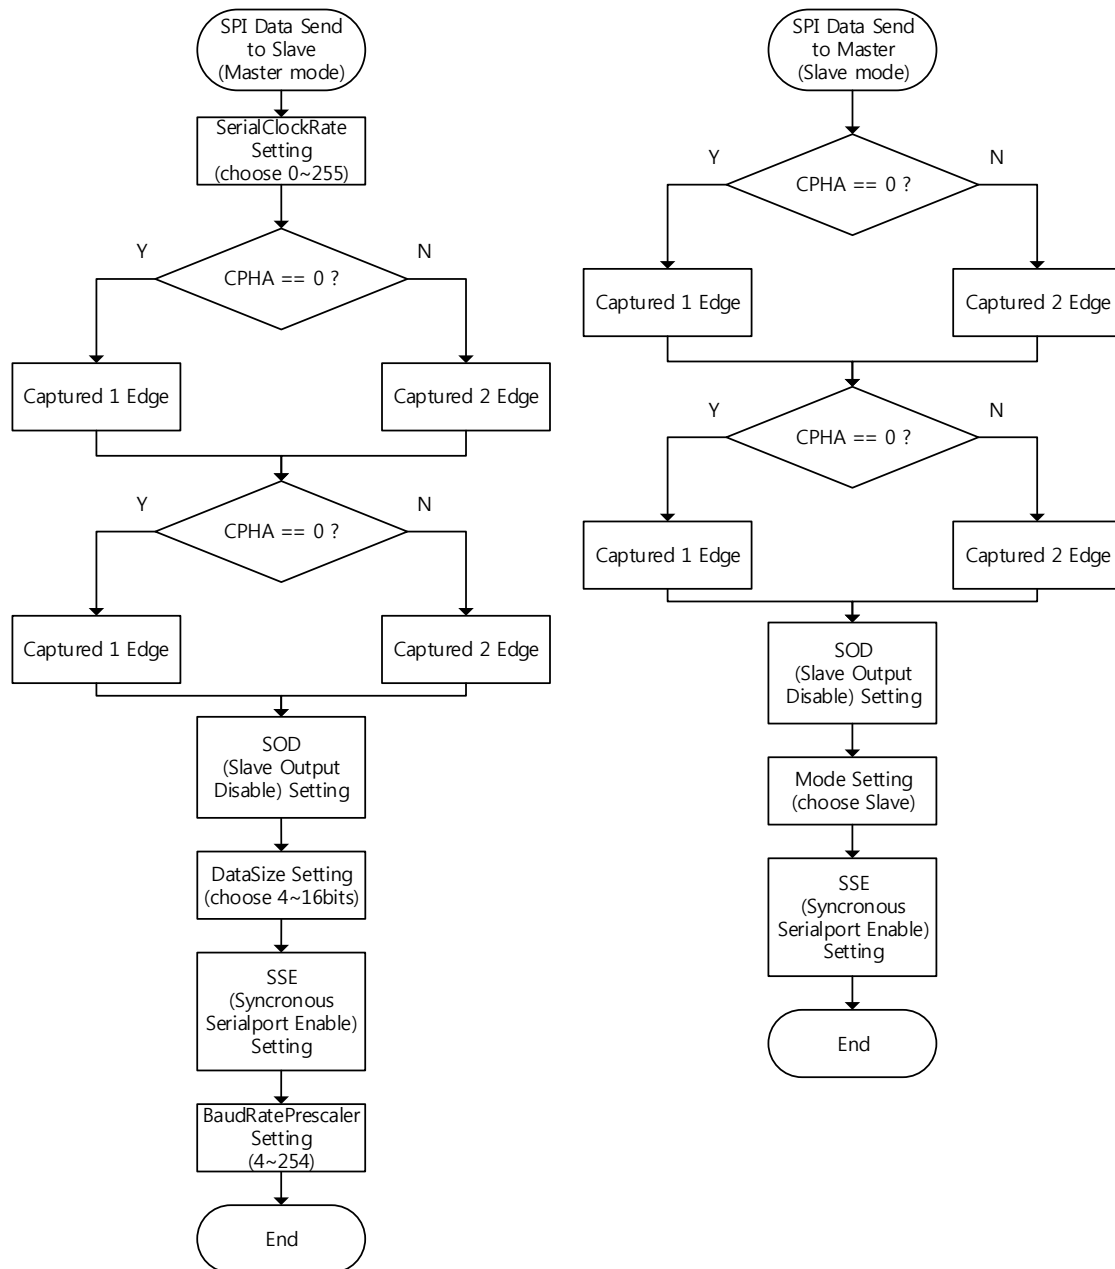 SPI Data Send
to Slave
(Master mode)
SerialClockRate
Setting
(choose 0~255)
Y
N
CPHA == 0 ?
Captured 1 Edge
Captured 2 Edge
Y
N
CPHA == 0 ?
Captured 1 Edge
Captured 2 Edge
SOD
(Slave Output
Disable) Setting
DataSize Setting
(choose 4~16bits)
SSE
(Syncronous
Serialport Enable)
Setting
BaudRatePrescaler
Setting
(4~254)
End
SPI Data Send
to Master
(Slave mode)
Y
N
CPHA == 0 ?
Captured 1 Edge
Captured 2 Edge
Y
N
CPHA == 0 ?
Captured 1 Edge
Captured 2 Edge
SOD
(Slave Output
Disable) Setting
Mode Setting
(choose Slave)
SSE
(Syncronous
Serialport Enable)
Setting
End